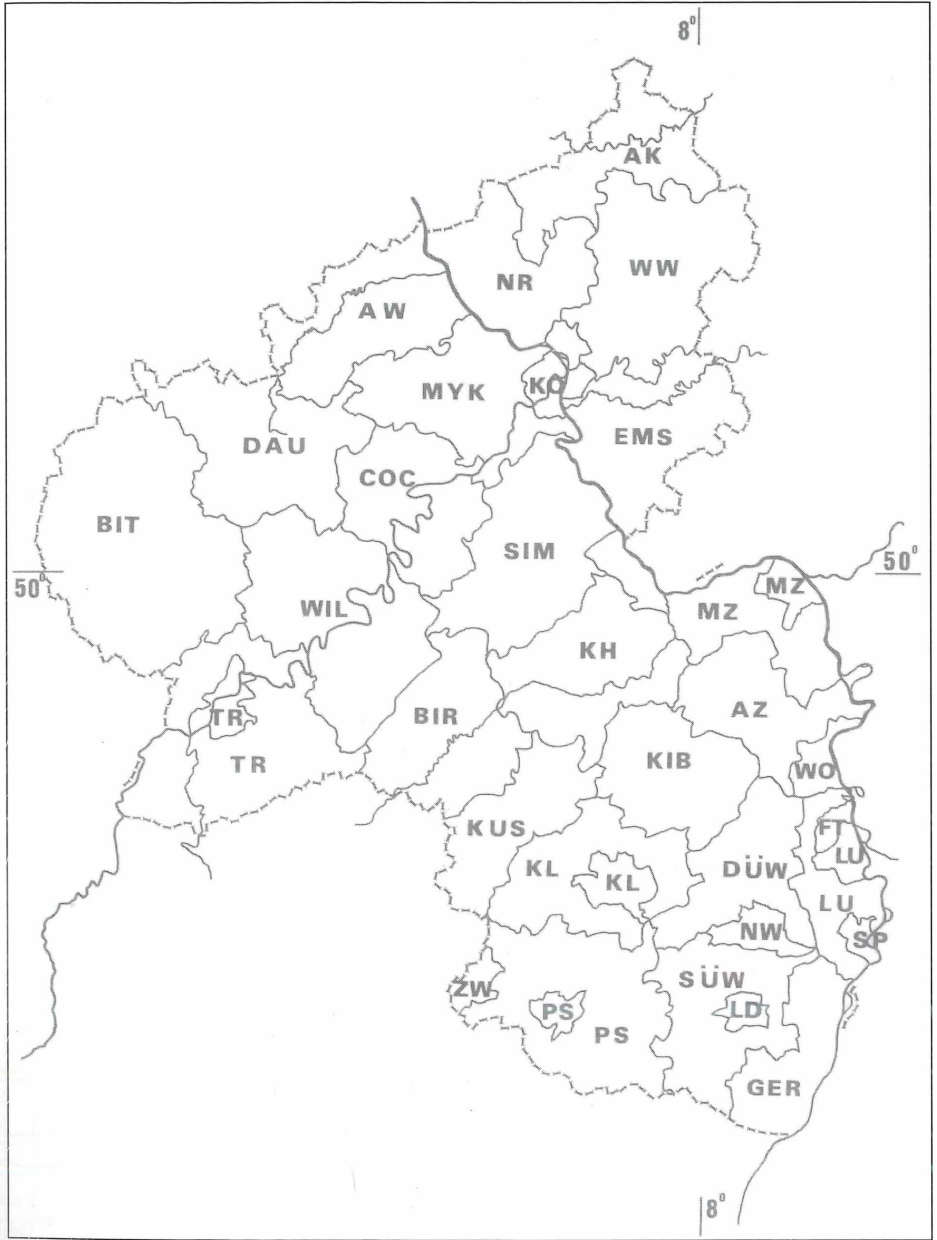 8°
AK
WW
NR
AW
KO
MYK
EMS
DAU
COC
BIT
SIM
50°
50°
MZ
MZ
WIL
KH
TR
BIR
AZ
TR
KIB
WO
KUS
FT
LU
KL
KL
DÜW
LU
NW
SP
SÜW
ZW
PS
LD
PS
GER
8°